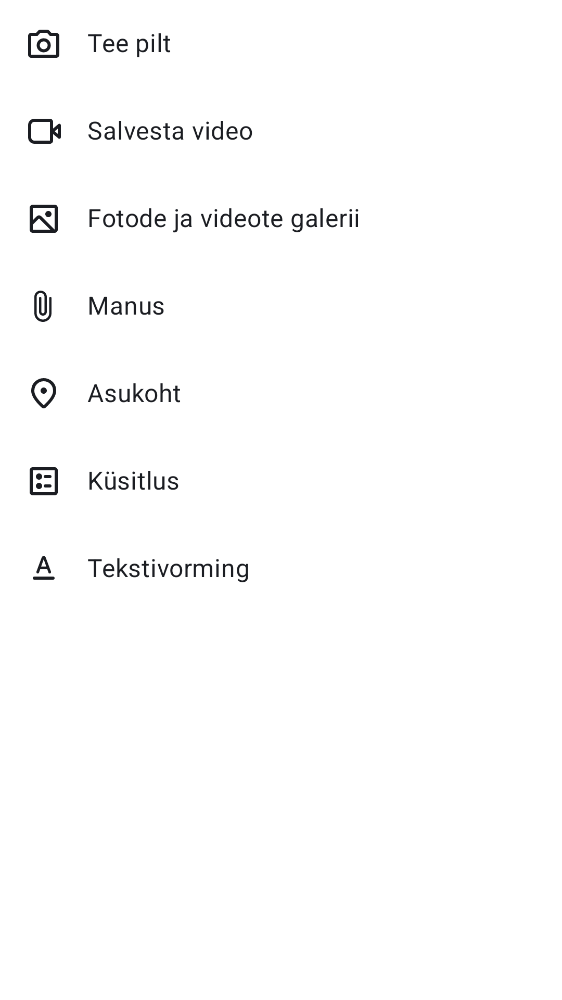 Tee pilt
Salvesta video
Fotode ja videote galerii
Manus
Asukoht
Küsitlus
Tekstivorming